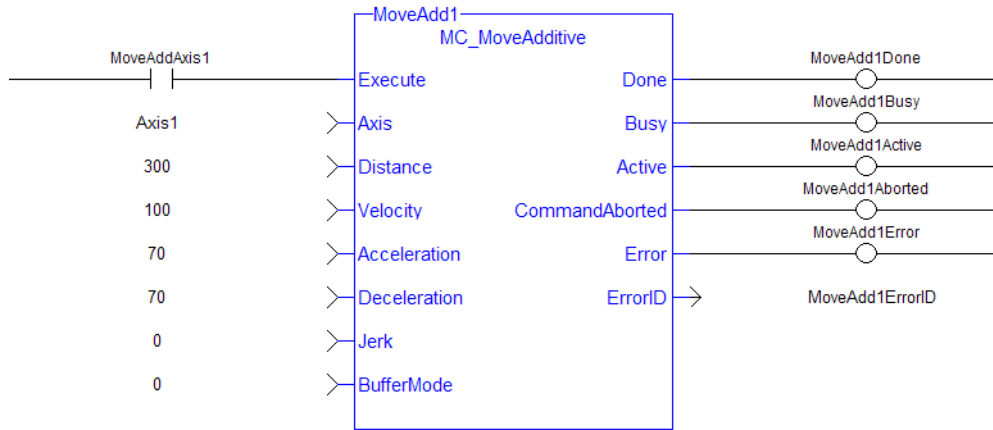 MoveAdd1
MC_MoveAdditive
MoveAddAxis1 Execute Done MoveAdd1Done
Axis1 Axis Busy MoveAdd1Busy
300 Distance Active MoveAdd1Active
100 Velocity CommandAborted MoveAdd1Aborted
70 Acceleration Error MoveAdd1Error
70 Deceleration ErrorID MoveAdd1ErrorID
0 Jerk
0 BufferMode